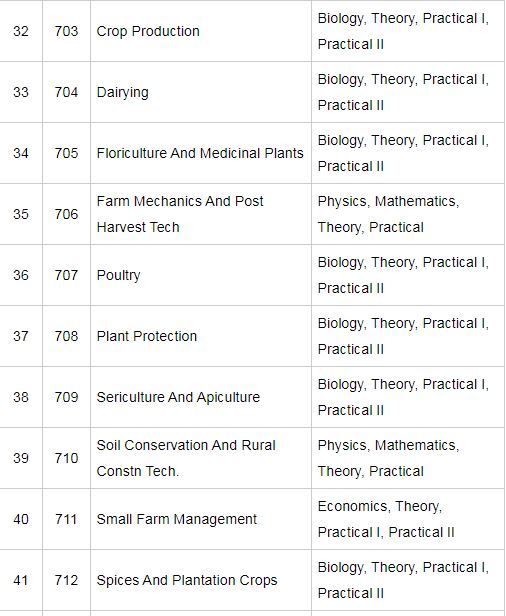 32 703 Crop Production Biology, Theory, Practical I,
Practical II
33 704 Dairying Biology, Theory, Practical I,
Practical II
34 705 Floriculture And Medicinal Plants Biology, Theory, Practical I,
Practical II
35 706 Farm Mechanics And Post Physics, Mathematics,
Harvest Tech Theory, Practical
36 707 Poultry Biology, Theory, Practical I,
Practical II
37 708 Plant Protection Biology, Theory, Practical I,
Practical II
38 709 Sericulture And Apiculture Biology, Theory, Practical I,
Practical II
39 710 Soil Conservation And Rural Physics, Mathematics,
Constn Tech. Theory, Practical
40 711 Small Farm Management Economics, Theory,
Practical I, Practical II
41 712 Spices And Plantation Crops Biology, Theory, Practical I,
Practical II